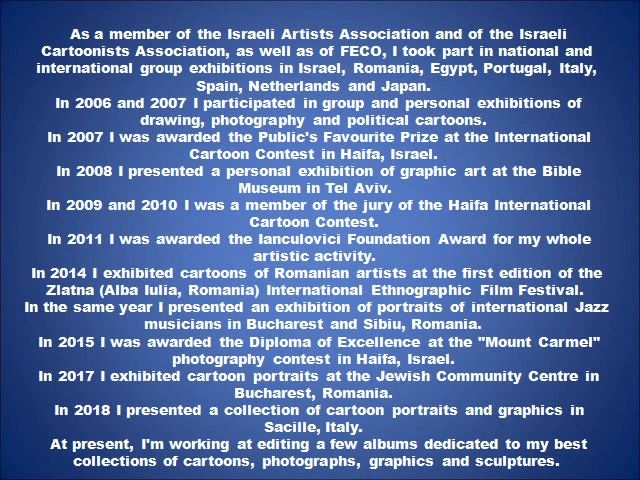 As a member of the Israeli Artists Association and of the Israeli
Cartoonists Association, as well as of FECO, I took part in national and
international group exhibitions in Israel, Romania, Egypt, Portugal, Italy,
Spain, Netherlands and Japan.
In 2006 and 2007 I participated in group and personal exhibitions of
drawing, photography and political cartoons.
In 2007 I was awarded the Public's Favourite Prize at the International
Cartoon Contest in Haifa, Israel.
In 2008 I presented a personal exhibition of graphic art at the Bible
Museum in Tel Aviv.
In 2009 and 2010 I was a member of the jury of the Haifa International
Cartoon Contest.
In 2011 I was awarded the Ianculovici Foundation Award for my whole
artistic activity.
In 2014 I exhibited cartoons of Romanian artists at the first edition of the
Zlatna (Alba Iulia, Romania) International Ethnographic Film Festival.
In the same year I presented an exhibition of portraits of international Jazz
musicians in Bucharest and Sibiu, Romania.
In 2015 I was awarded the Diploma of Excellence at the "Mount Carmel"
photography contest in Haifa, Israel.
In 2017 I exhibited cartoon portraits at the Jewish Community Centre in
Bucharest, Romania.
In 2018 I presented a collection of cartoon portraits and graphics in
Sacille, Italy.
At present, I'm working at editing a few albums dedicated to my best
collections of cartoons, photographs, graphics and sculptures.